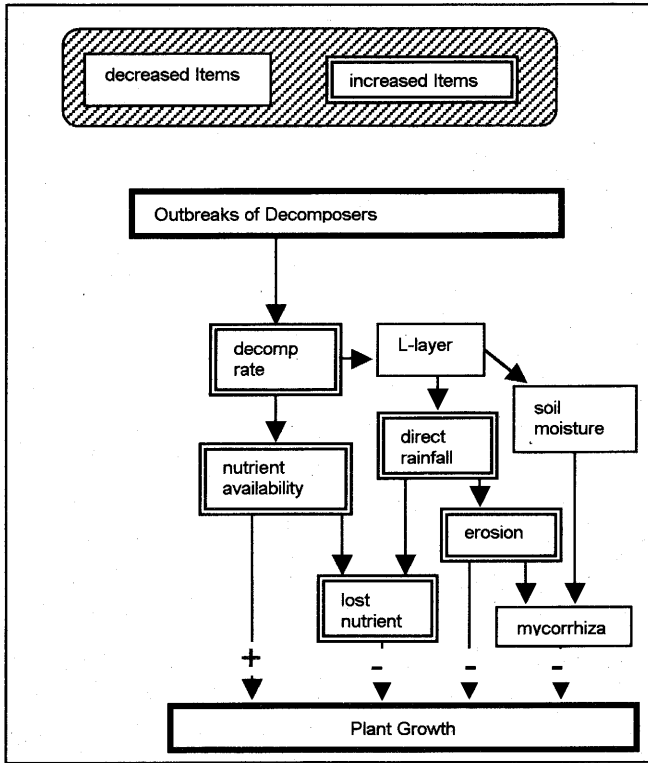 decreased Items
increased Items
Outbreaks of Decomposers
decomp
rate
L-layer
soil
moisture
direct
rainfall
nutrient
availability
erosion
lost
nutrient
mycorrhiza
+
-
-
-
Plant Growth